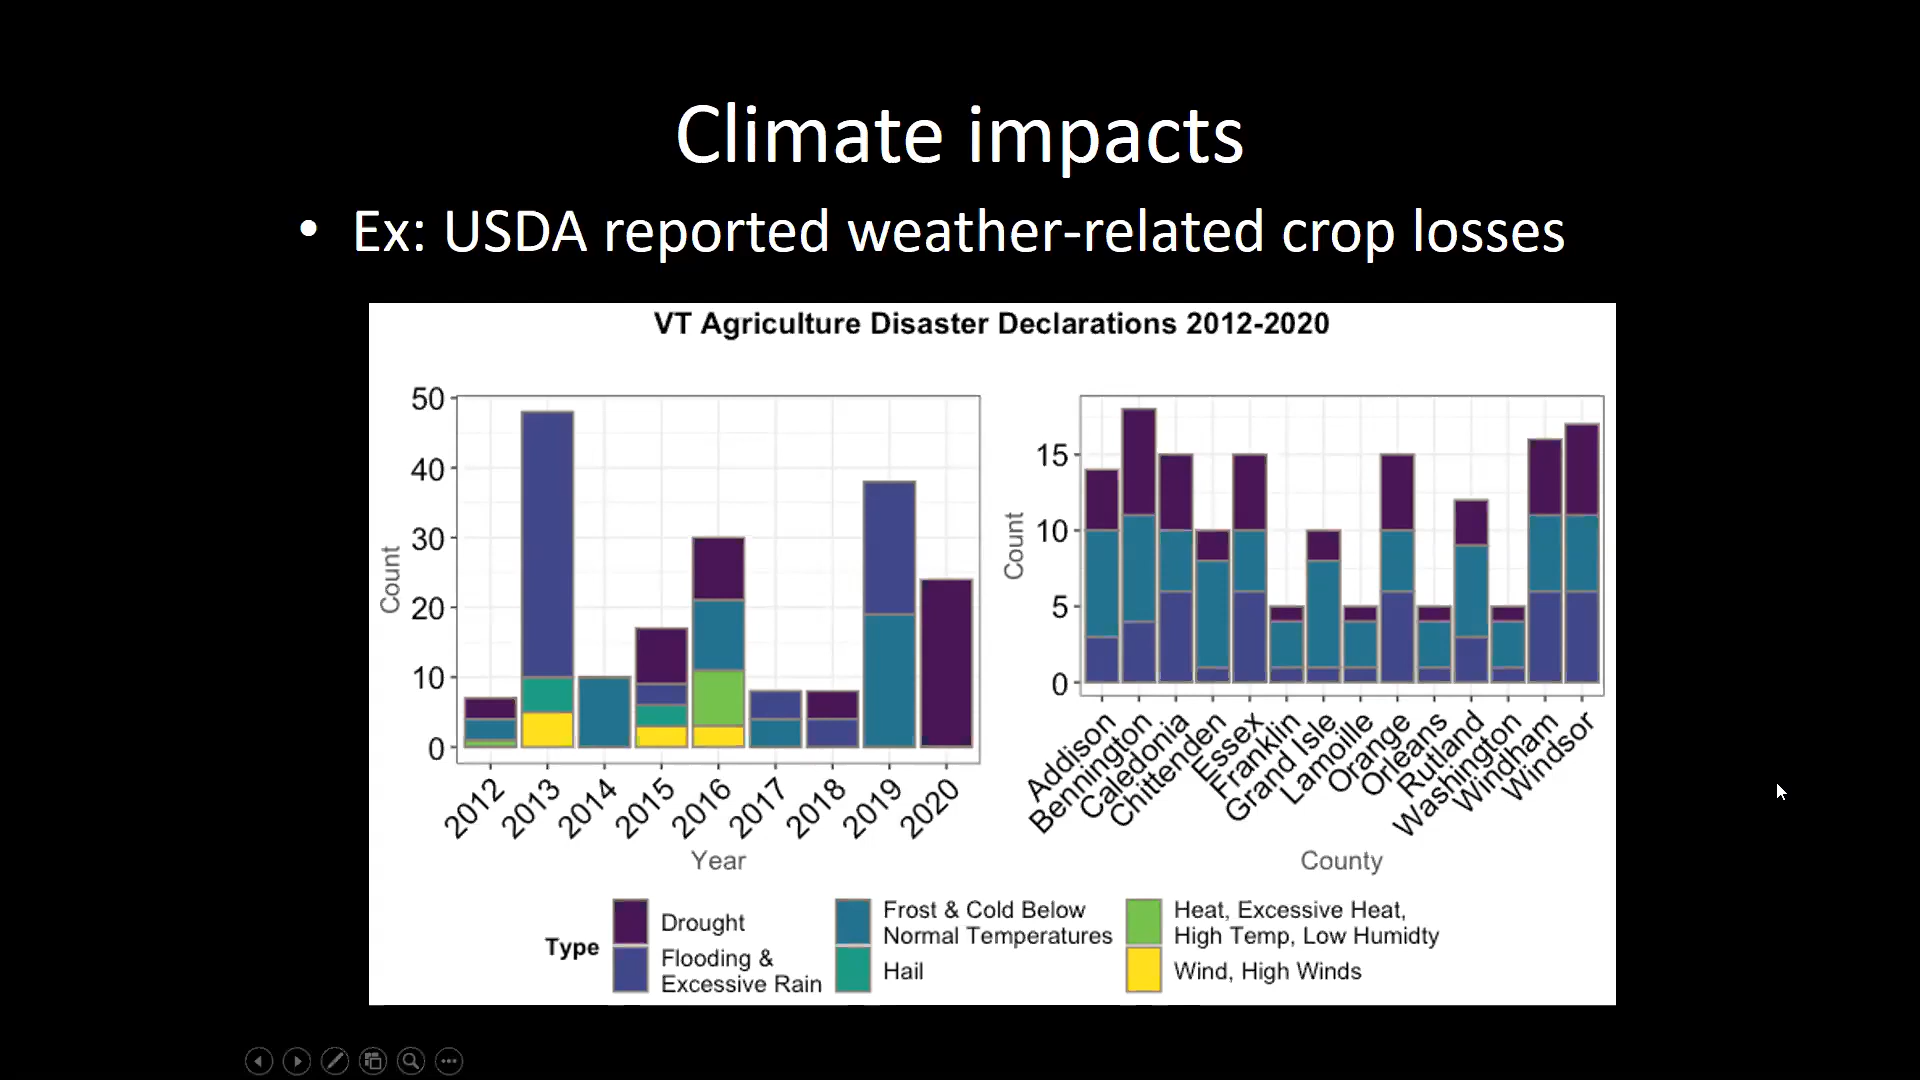 Climate impacts
• Ex: USDA reported weather-related crop losses
VT Agriculture Disaster Declarations 2012-2020
Count
50
40
30
20
10
0
2012
2013
2014
2015
2016
2017
2018
2019
2020
Year
Count
15
10
5
0
Addison
Bennington
Caledonia
Chittenden
Essex
Franklin
Grand Isle
Lamoille
Orange
Orleans
Rutland
Washington
Windham
Windsor
County
Type
Drought
Flooding &
Excessive Rain
Frost & Cold Below
Normal Temperatures
Hail
Heat, Excessive Heat,
High Temp, Low Humidty
Wind, High Winds